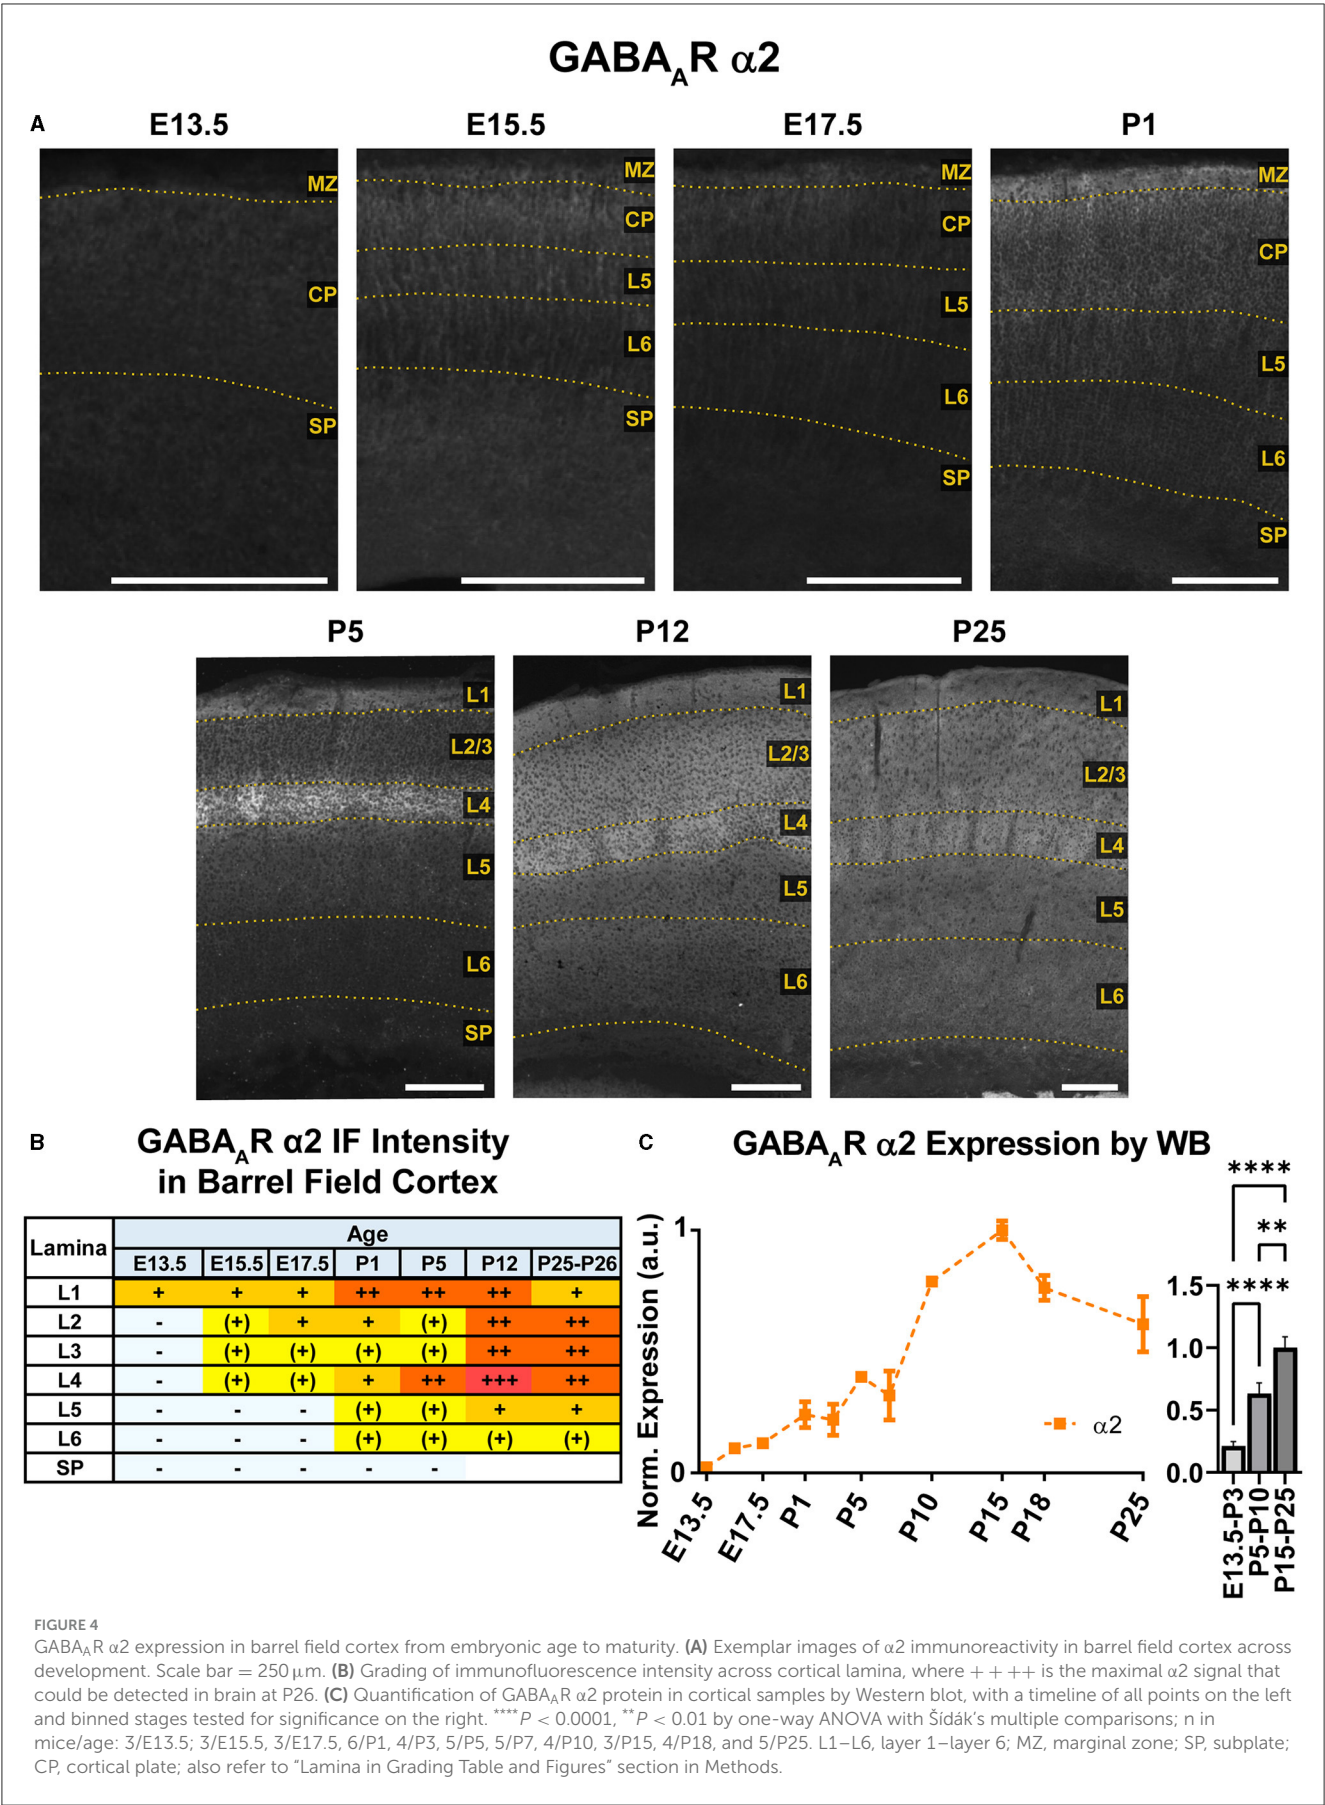 GABA_AR α2
A
E13.5 E15.5 E17.5 P1
MZ
CP
SP
MZ
CP
L5
L6
SP
MZ
CP
L5
L6
SP
MZ
CP
L5
L6
SP
P5 P12 P25
L1
L2/3
L4
L5
L6
SP
L1
L2/3
L4
L5
L6
L1
L2/3
L4
L5
L6
B
GABA_AR α2 IF Intensity
in Barrel Field Cortex
Lamina Age
E13.5 E15.5 E17.5 P1 P5 P12 P25-P26
L1 + + + ++ ++ ++ +
L2 - (+) + + (+) ++ ++
L3 - (+) (+) (+) (+) ++ ++
L4 - (+) (+) + ++ +++ ++
L5 - - - (+) (+) + +
L6 - - - (+) (+) (+) (+)
SP - - - - -
C
GABA_AR α2 Expression by WB
Norm. Expression (a.u.)
1
0
E13.5 E17.5 P1 P5 P10 P15 P18 P25
α2
****
**
****
1.5
1.0
0.5
0.0
E13.5-P3
P5-P10
P15-P25
FIGURE 4
GABA_AR α2 expression in barrel field cortex from embryonic age to maturity. (A) Exemplar images of α2 immunoreactivity in barrel field cortex across
development. Scale bar = 250 μm. (B) Grading of immunofluorescence intensity across cortical lamina, where ++++ is the maximal α2 signal that
could be detected in brain at P26. (C) Quantification of GABA_AR α2 protein in cortical samples by Western blot, with a timeline of all points on the left
and binned stages tested for significance on the right. ****P < 0.0001, **P < 0.01 by one-way ANOVA with Šídák’s multiple comparisons; n in
mice/age: 3/E13.5; 3/E15.5, 3/E17.5, 6/P1, 4/P3, 5/P5, 5/P7, 4/P10, 3/P15, 4/P18, and 5/P25. L1–L6, layer 1–layer 6; MZ, marginal zone; SP, subplate;
CP, cortical plate; also refer to “Lamina in Grading Table and Figures” section in Methods.